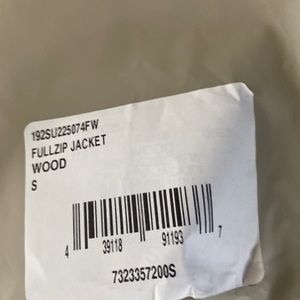 192SU225074FW
FULLZIP JACKET
WOOD
S
4 39118 91193 7
7323357200S